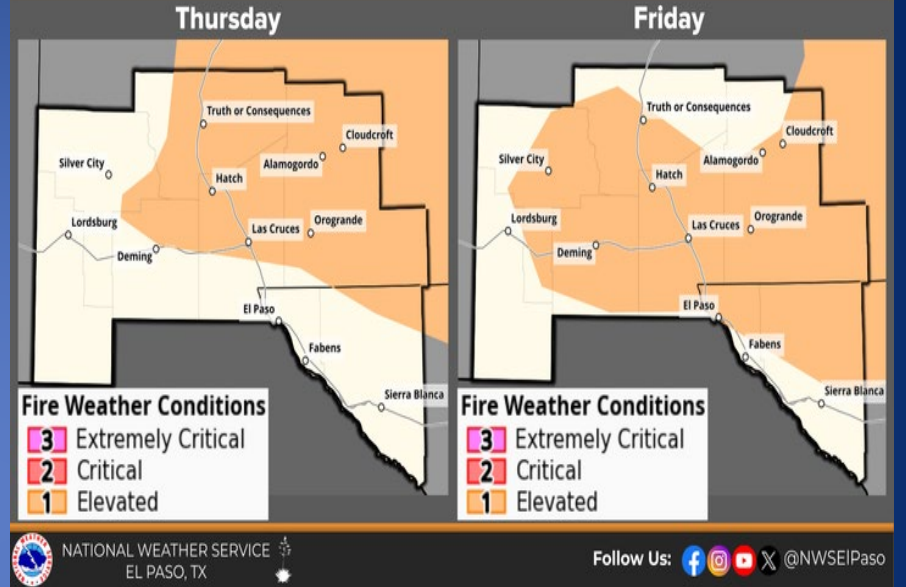 Thursday
Truth or Consequences
Cloudcroft
Silver City
Alamogordo
Hatch
Lordsburg
Orogrande
Las Cruces
Deming
El Paso
Fabens
Sierra Blanca
Fire Weather Conditions
3 Extremely Critical
2 Critical
1 Elevated
Friday
Truth or Consequences
Cloudcroft
Silver City
Alamogordo
Hatch
Lordsburg
Orogrande
Las Cruces
Deming
El Paso
Fabens
Sierra Blanca
Fire Weather Conditions
3 Extremely Critical
2 Critical
1 Elevated
NATIONAL WEATHER SERVICE
EL PASO, TX
Follow Us: @NWSElPaso